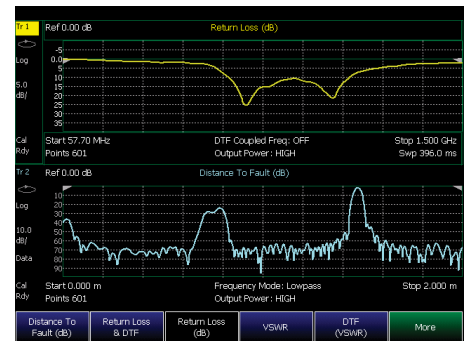 Tr 1 Ref 0.00 dB Return Loss (dB)
Log
5.0
dB/
-5
0.0
5
10
15
20
25
30
35
Cal Start 57.70 MHz DTF Coupled Freq: OFF Stop 1.500 GHz
Rdy Points 601 Output Power: HIGH Swp 396.0 ms
Tr 2 Ref 0.00 dB Distance To Fault (dB)
Log
10.0
dB/
Data
10
20
30
40
50
60
70
80
90
Cal Start 0.000 m Frequency Mode: Lowpass Stop 2.000 m
Rdy Points 601 Output Power: HIGH
Distance To Fault (dB)
Return Loss & DTF
Return Loss (dB)
VSWR
DTF (VSWR)
More